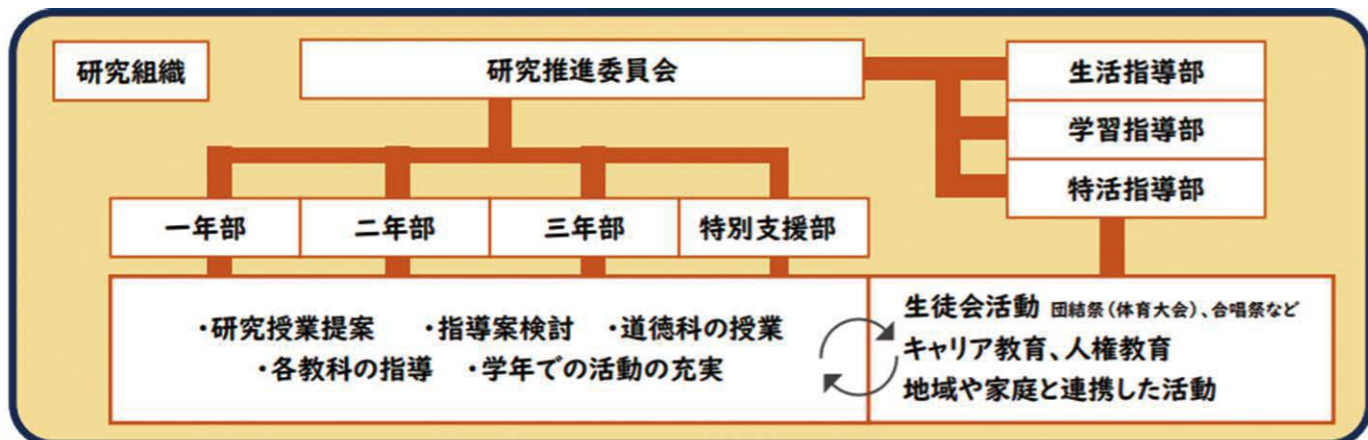 研究組織
研究推進委員会
生活指導部
学習指導部
特活指導部
一年部
二年部
三年部
特別支援部
・研究授業提案 ・指導案検討 ・道徳科の授業
・各教科の指導 ・学年での活動の充実
生徒会活動 団結祭(体育大会)、合唱祭など
キャリア教育、人権教育
地域や家庭と連携した活動